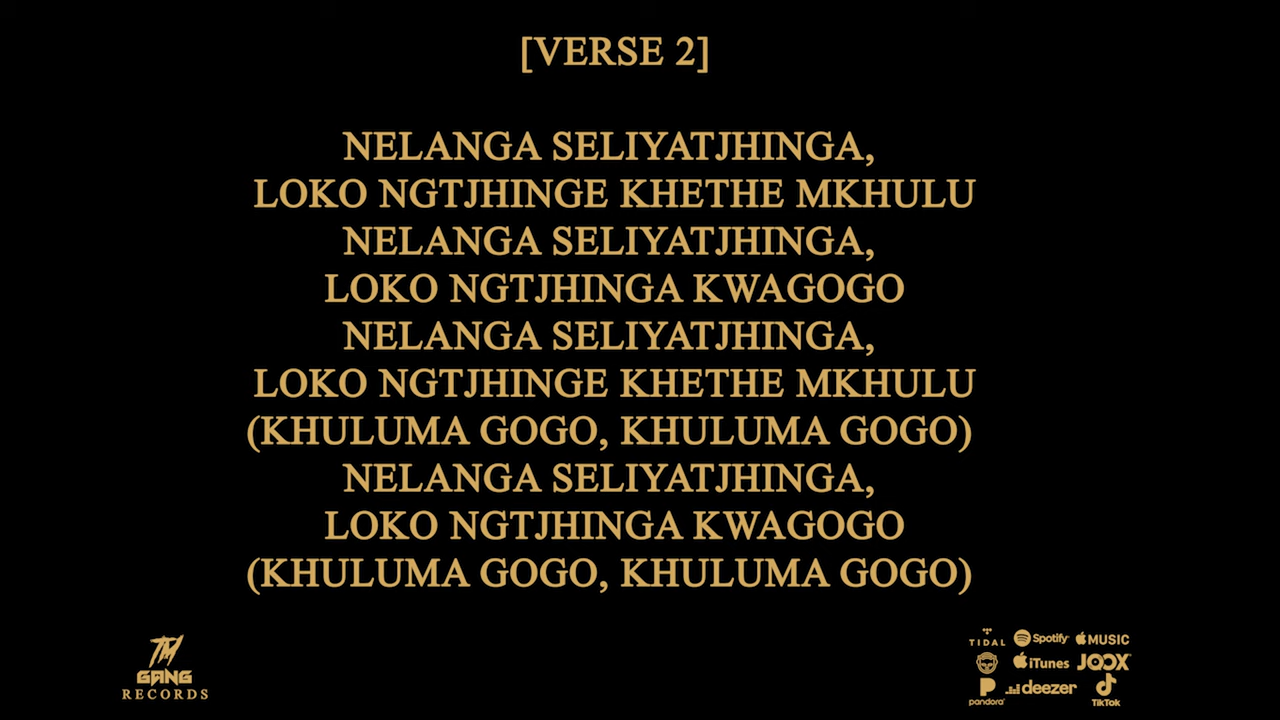 [VERSE 2]
NELANGA SELIYATJHINGA,
LOKO NGTJHINGE KHETHE MKHULU
NELANGA SELIYATJHINGA,
LOKO NGTJHINGA KWAGOGO
NELANGA SELIYATJHINGA,
LOKO NGTJHINGE KHETHE MKHULU
(KHULUMA GOGO, KHULUMA GOGO)
NELANGA SELIYATJHINGA,
LOKO NGTJHINGA KWAGOGO
(KHULUMA GOGO, KHULUMA GOGO)
TM
GANG
RECORDS
TIDAL Spotify MUSIC
iTunes JOOX
pandora deezer TikTok